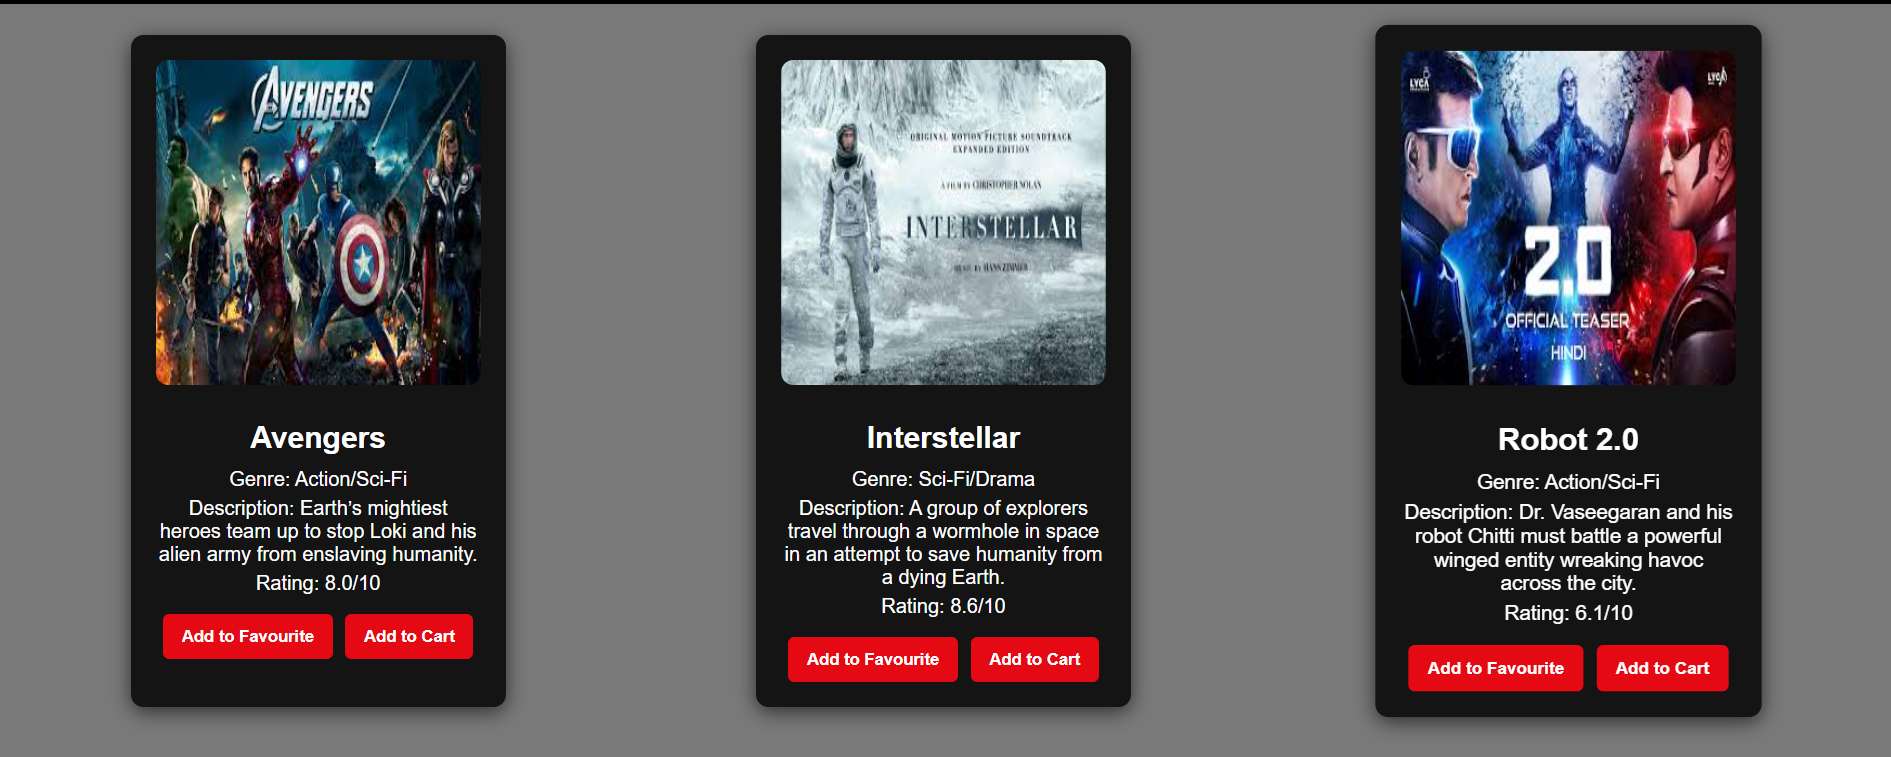 AVENGERS
Avengers
Genre: Action/Sci-Fi
Description: Earth’s mightiest
heroes team up to stop Loki and his
alien army from enslaving humanity.
Rating: 8.0/10
Add to Favourite
Add to Cart
ORIGINAL MOTION PICTURE SOUNDTRACK
EXPANDED EDITION
A FILM BY CHRISTOPHER NOLAN
INTERSTELLAR
MUSIC BY HANS ZIMMER
Interstellar
Genre: Sci-Fi/Drama
Description: A group of explorers
travel through a wormhole in space
in an attempt to save humanity from
a dying Earth.
Rating: 8.6/10
Add to Favourite
Add to Cart
LYCA
LYCA
2.0
OFFICIAL TEASER
HINDI
Robot 2.0
Genre: Action/Sci-Fi
Description: Dr. Vaseegaran and his
robot Chitti must battle a powerful
winged entity wreaking havoc
across the city.
Rating: 6.1/10
Add to Favourite
Add to Cart